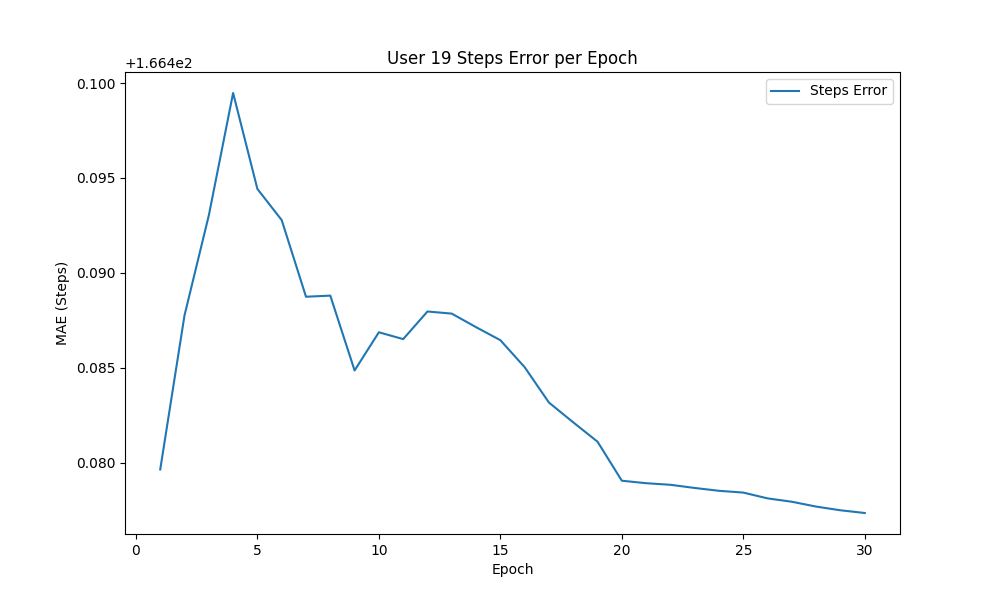 User 19 Steps Error per Epoch
+1.664e2
Steps Error
0.100
0.095
0.090
0.085
0.080
MAE (Steps)
0 5 10 15 20 25 30
Epoch